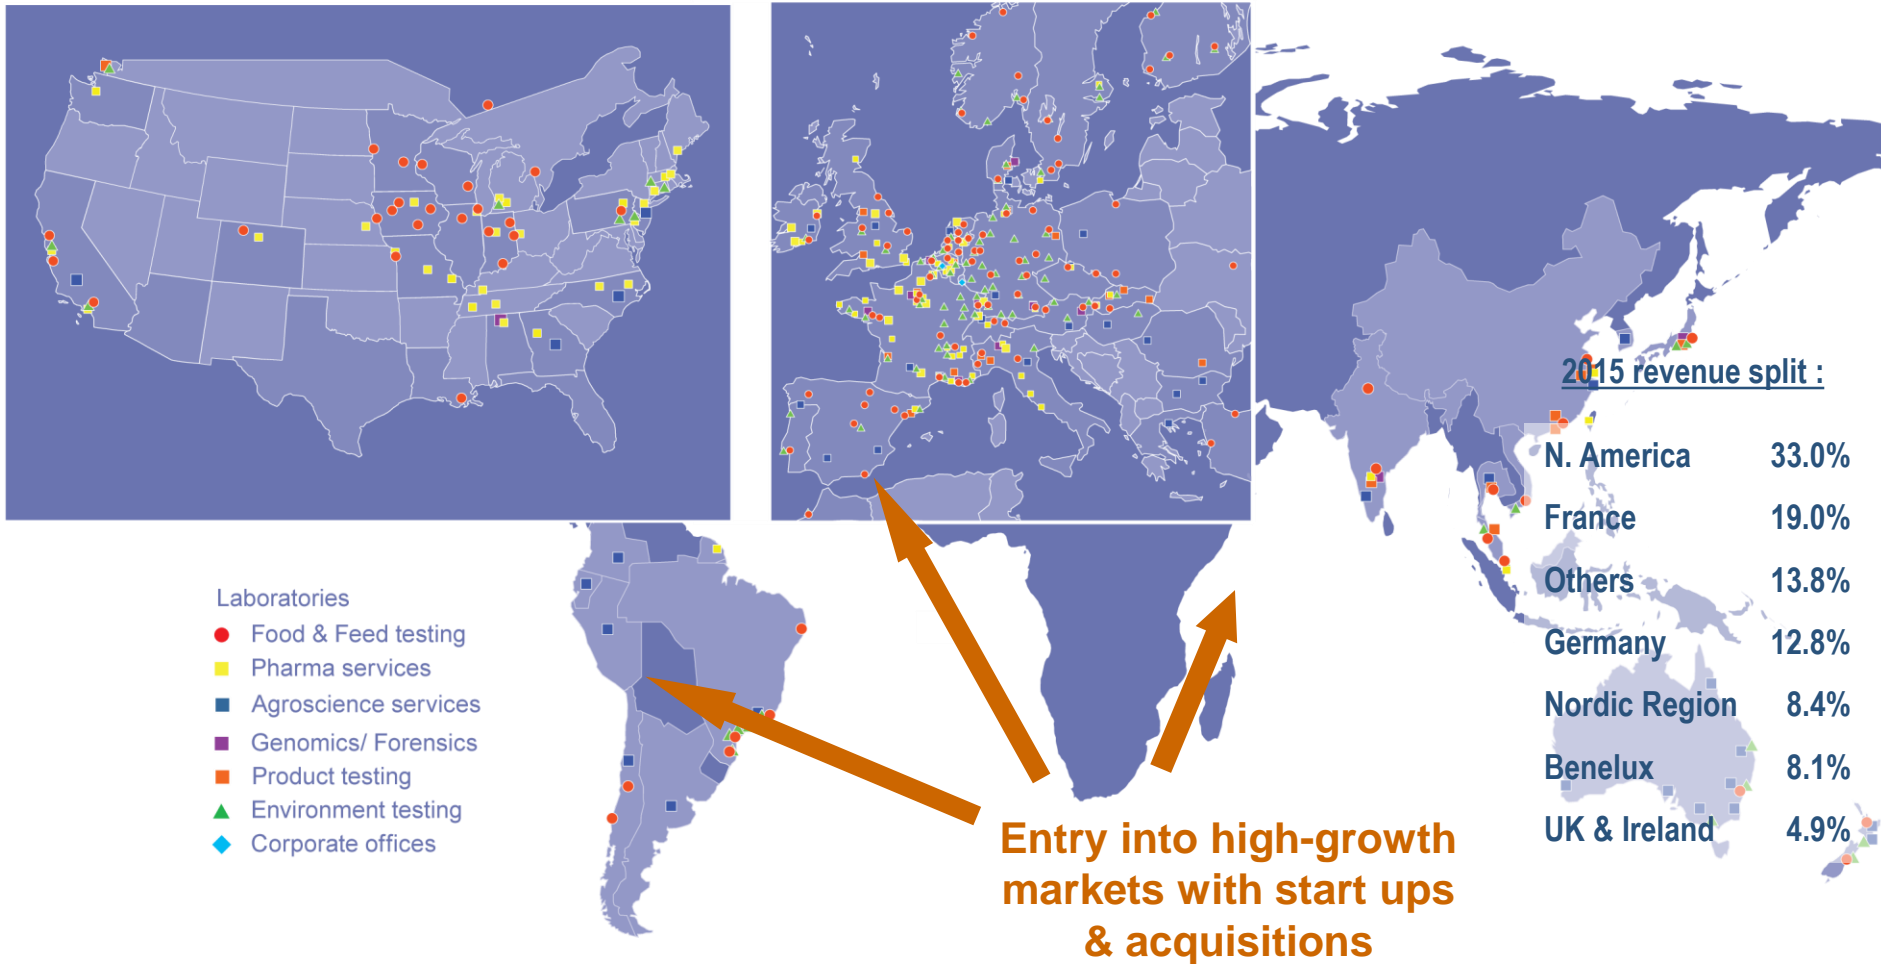 2015 revenue split :
N. America 33.0%
France 19.0%
Others 13.8%
Germany 12.8%
Nordic Region 8.4%
Benelux 8.1%
UK & Ireland 4.9%
Laboratories
Food & Feed testing
Pharma services
Agroscience services
Genomics/ Forensics
Product testing
Environment testing
Corporate offices
Entry into high-growth
markets with start ups
& acquisitions